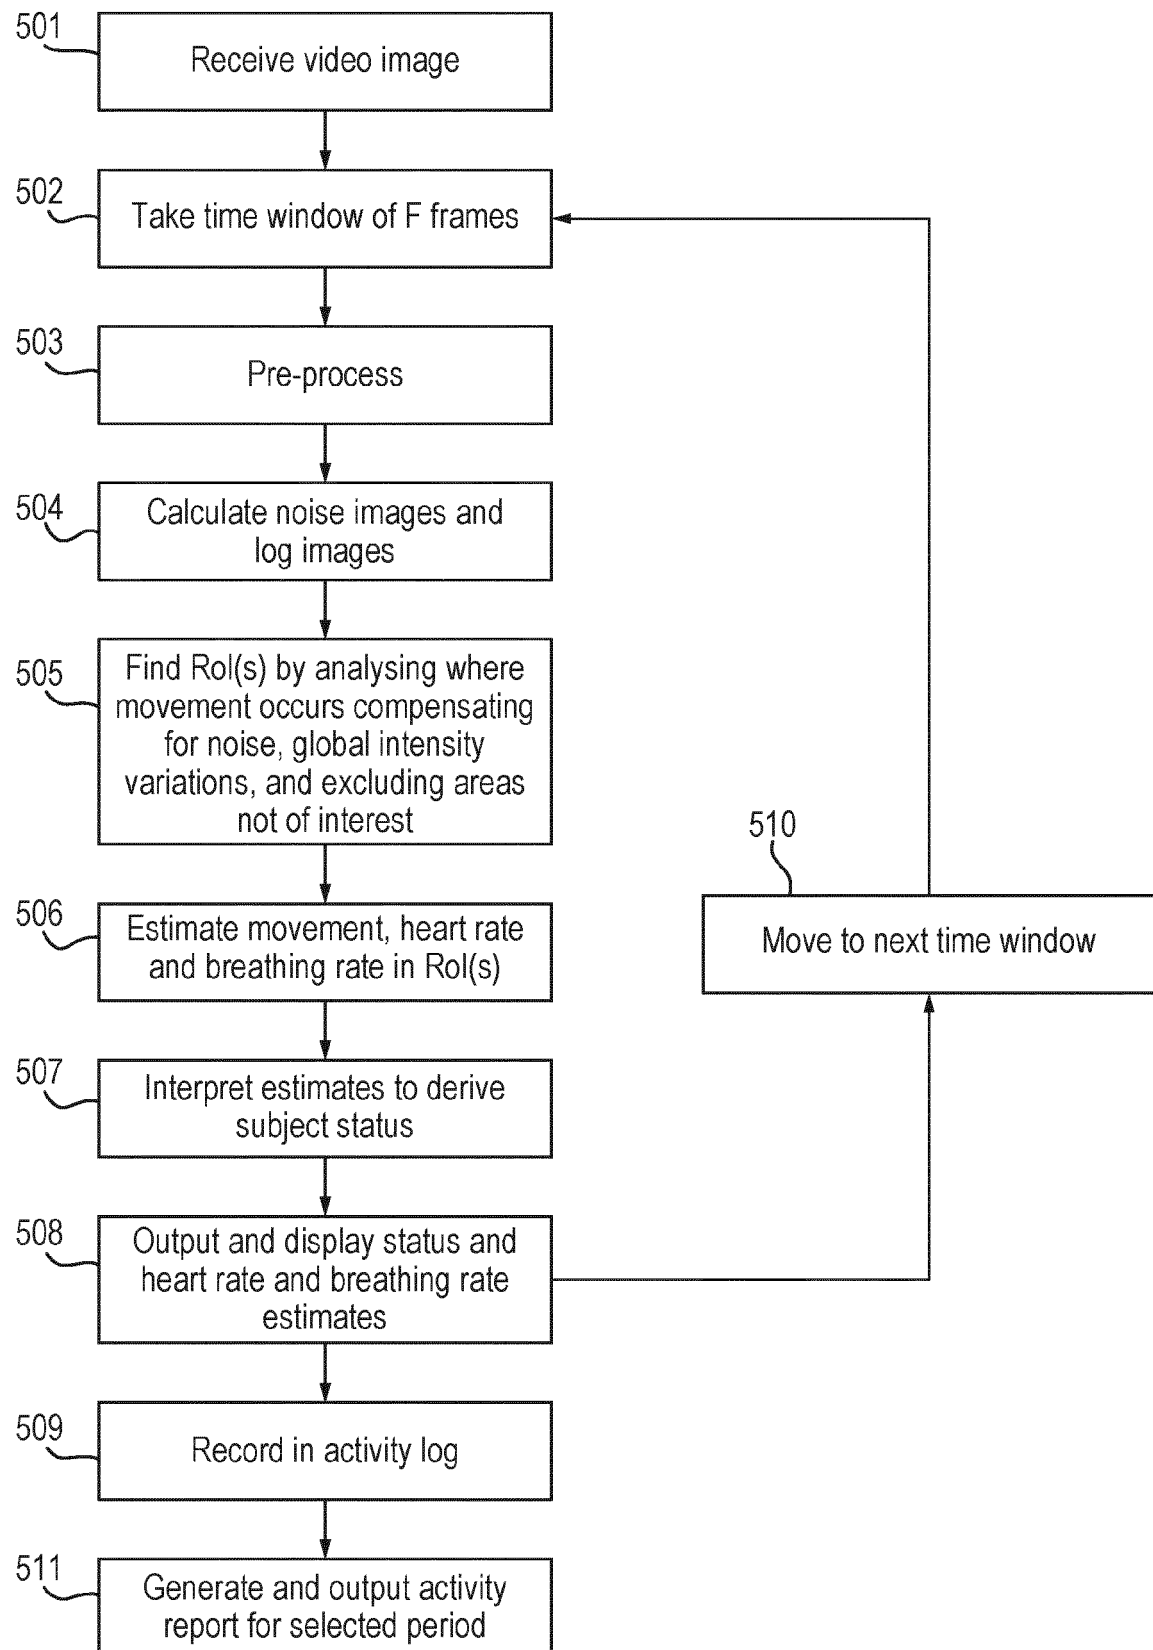 501
Receive video image
502
Take time window of F frames
503
Pre-process
504
Calculate noise images and
log images
505
Find RoI(s) by analysing where
movement occurs compensating
for noise, global intensity
variations, and excluding areas
not of interest
506
Estimate movement, heart rate
and breathing rate in RoI(s)
507
Interpret estimates to derive
subject status
508
Output and display status and
heart rate and breathing rate
estimates
510
Move to next time window
509
Record in activity log
511
Generate and output activity
report for selected period